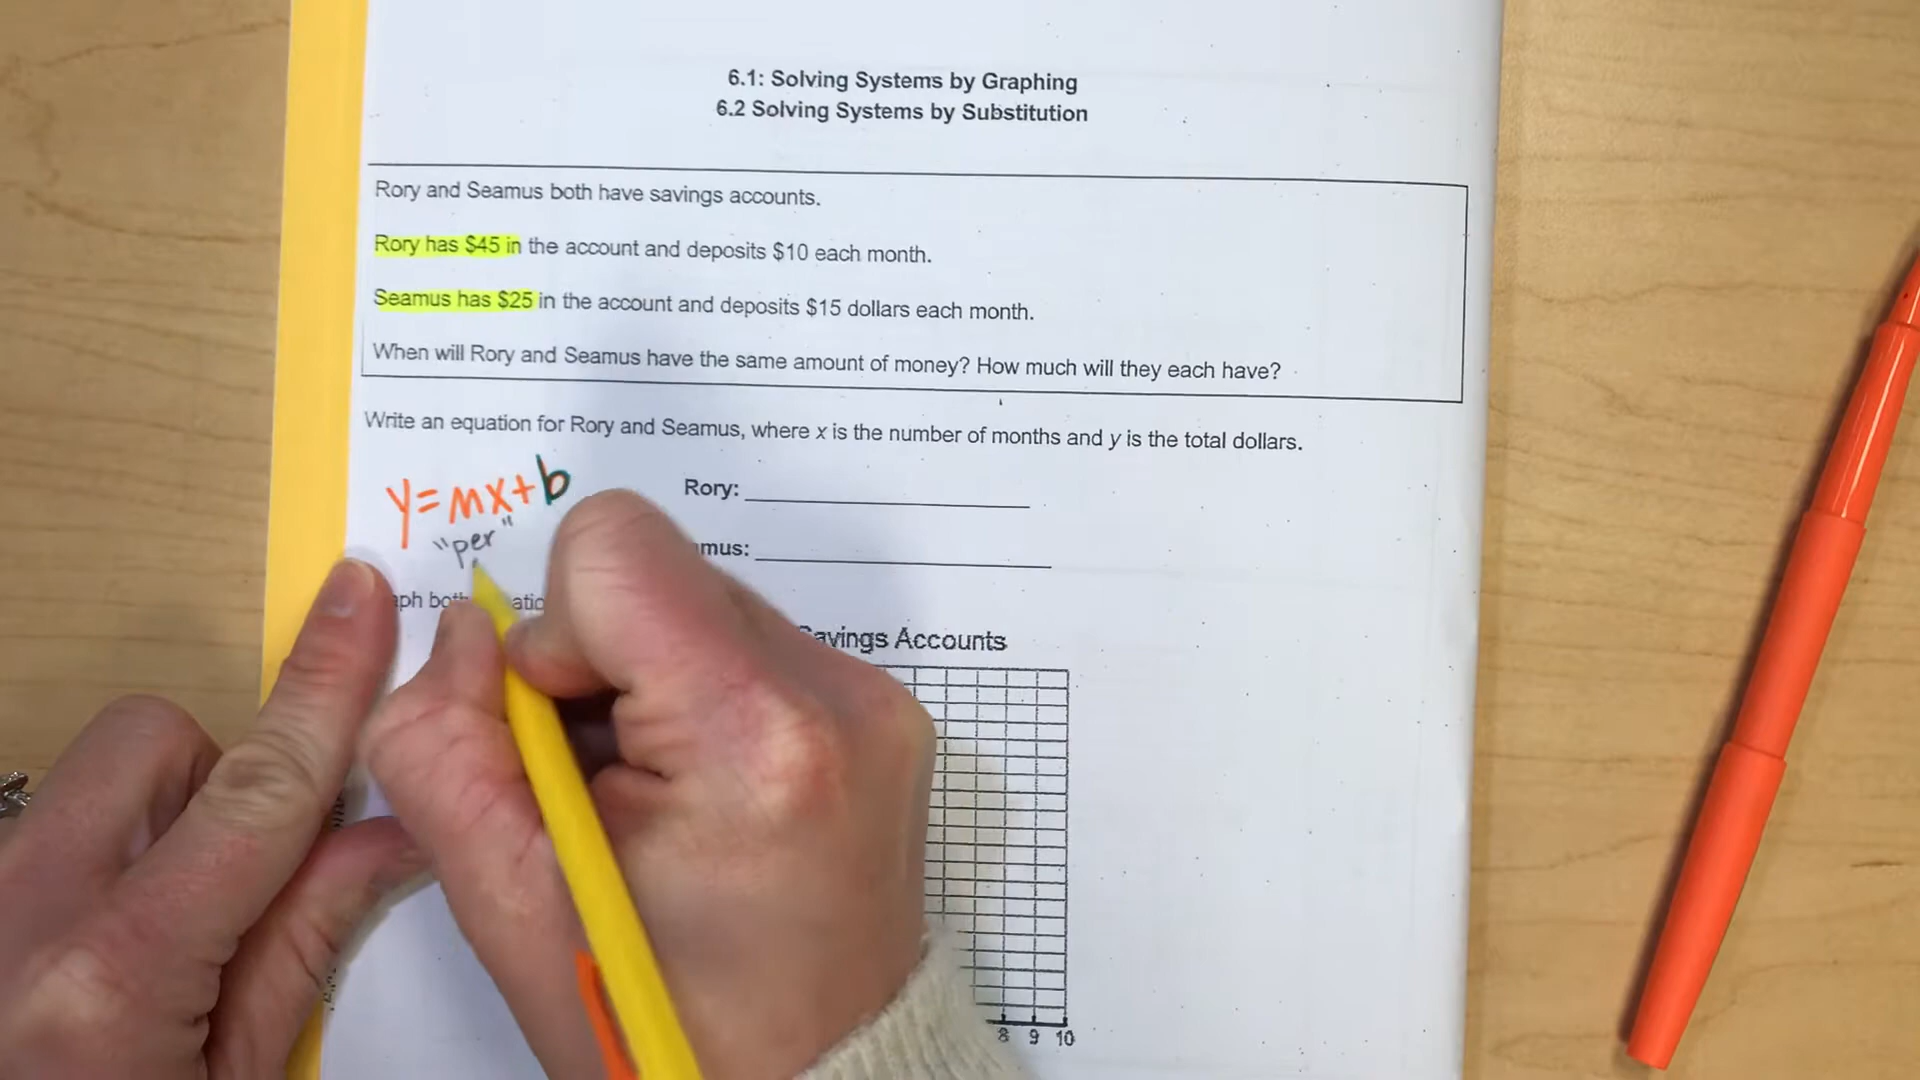 6.1: Solving Systems by Graphing
6.2 Solving Systems by Substitution
Rory and Seamus both have savings accounts.
Rory has $45 in the account and deposits $10 each month.
Seamus has $25 in the account and deposits $15 dollars each month.
When will Rory and Seamus have the same amount of money? How much will they each have?
Write an equation for Rory and Seamus, where x is the number of months and y is the total dollars.
y=mx+b
"per"
Rory:
mus:
aph both
Savings Accounts
8 9 10